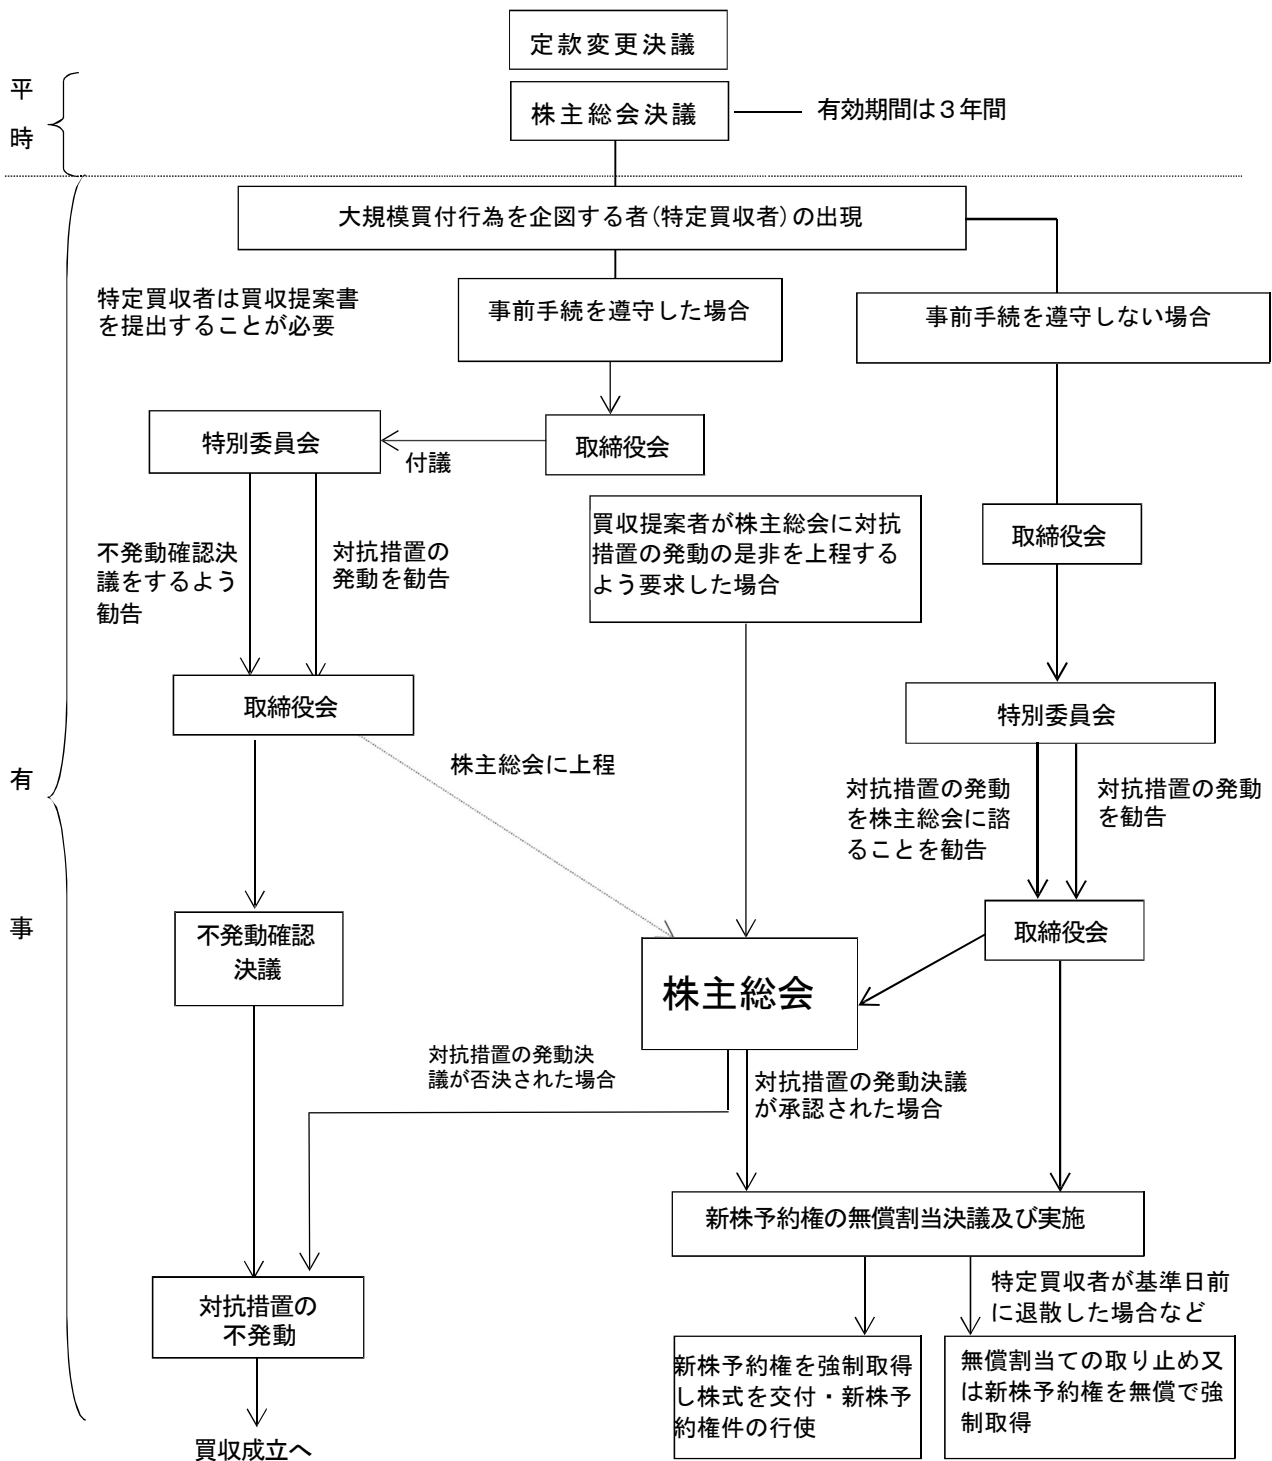 定款変更決議
平
時
株主総会決議
有効期間は３年間
大規模買付行為を企図する者（特定買収者）の出現
特定買収者は買収提案書
を提出することが必要
事前手続を遵守した場合
事前手続を遵守しない場合
特別委員会
付議
取締役会
買収提案者が株主総会に対抗
措置の発動の是非を上程する
よう要求した場合
取締役会
不発動確認決
議をするよう
勧告
対抗措置の
発動を勧告
取締役会
特別委員会
株主総会に上程
対抗措置の発動
を株主総会に諮
ることを勧告
対抗措置の発動
を勧告
有
事
不発動確認
決議
株主総会
取締役会
対抗措置の発動決
議が否決された場合
対抗措置の発動決議
が承認された場合
新株予約権の無償割当決議及び実施
対抗措置の
不発動
特定買収者が基準日前
に退散した場合など
新株予約権を強制取得
し株式を交付・新株予
約権件の行使
無償割当ての取り止め又
は新株予約権を無償で強
制取得
買収成立へ